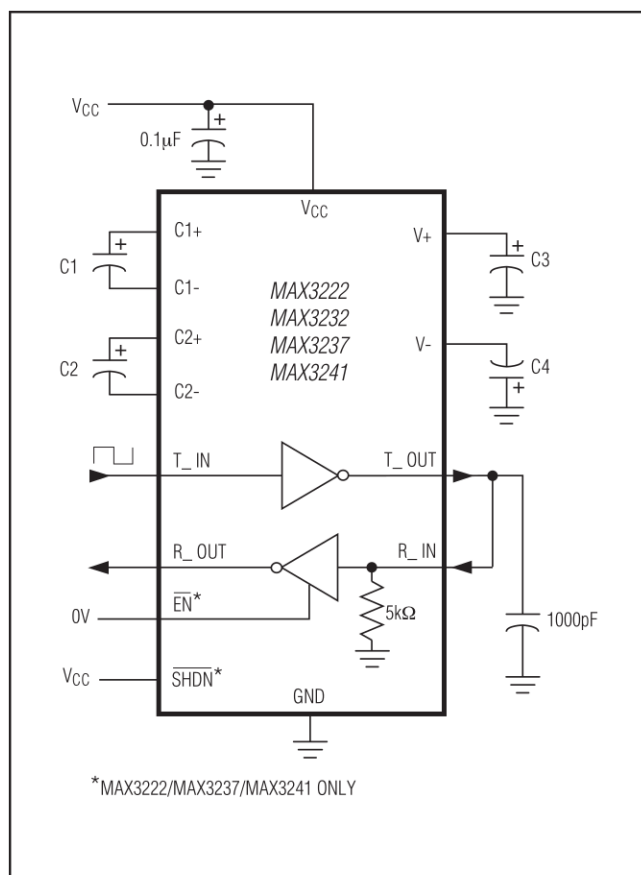 VCC
0.1μF
+
VCC
C1+
V+
C1
+
+
C3
C1-
MAX3222
MAX3232
MAX3237
MAX3241
C2+
V-
C2
+
C4
+
C2-
T_ IN
T_ OUT
R_ OUT
R_ IN
0V
EN*
5kΩ
1000pF
VCC
SHDN*
GND
*MAX3222/MAX3237/MAX3241 ONLY